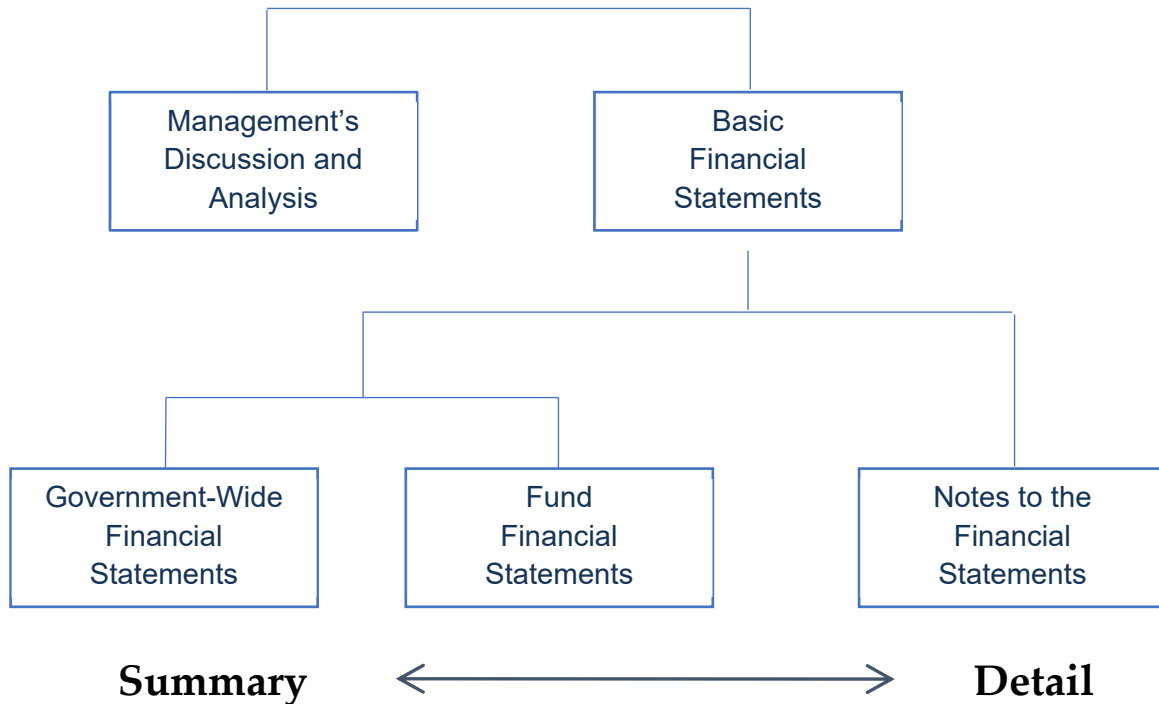 Management’s
Discussion and
Analysis
Basic
Financial
Statements
Government-Wide
Financial
Statements
Fund
Financial
Statements
Notes to the
Financial
Statements
Summary
Detail